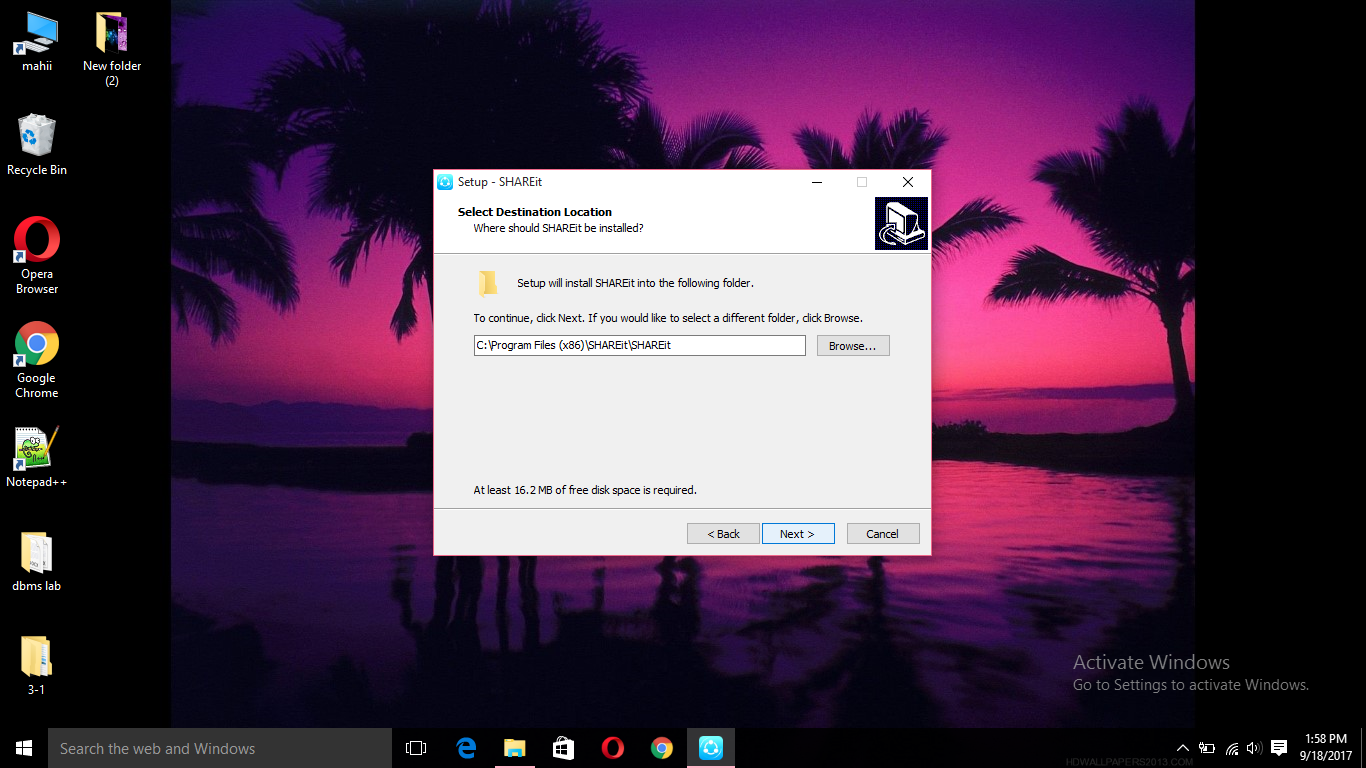 mahii
New folder
(2)
Recycle Bin
Opera
Browser
Google
Chrome
Notepad++
dbms lab
3-1
Setup - SHAREit
Select Destination Location
Where should SHAREit be installed?
Setup will install SHAREit into the following folder.
To continue, click Next. If you would like to select a different folder, click Browse.
C:\Program Files (x86)\SHAREit\SHAREit
Browse...
At least 16.2 MB of free disk space is required.
< Back
Next >
Cancel
Activate Windows
Go to Settings to activate Windows.
Search the web and Windows
1:58 PM
9/18/2017
HDWALLPAPERS2013.COM